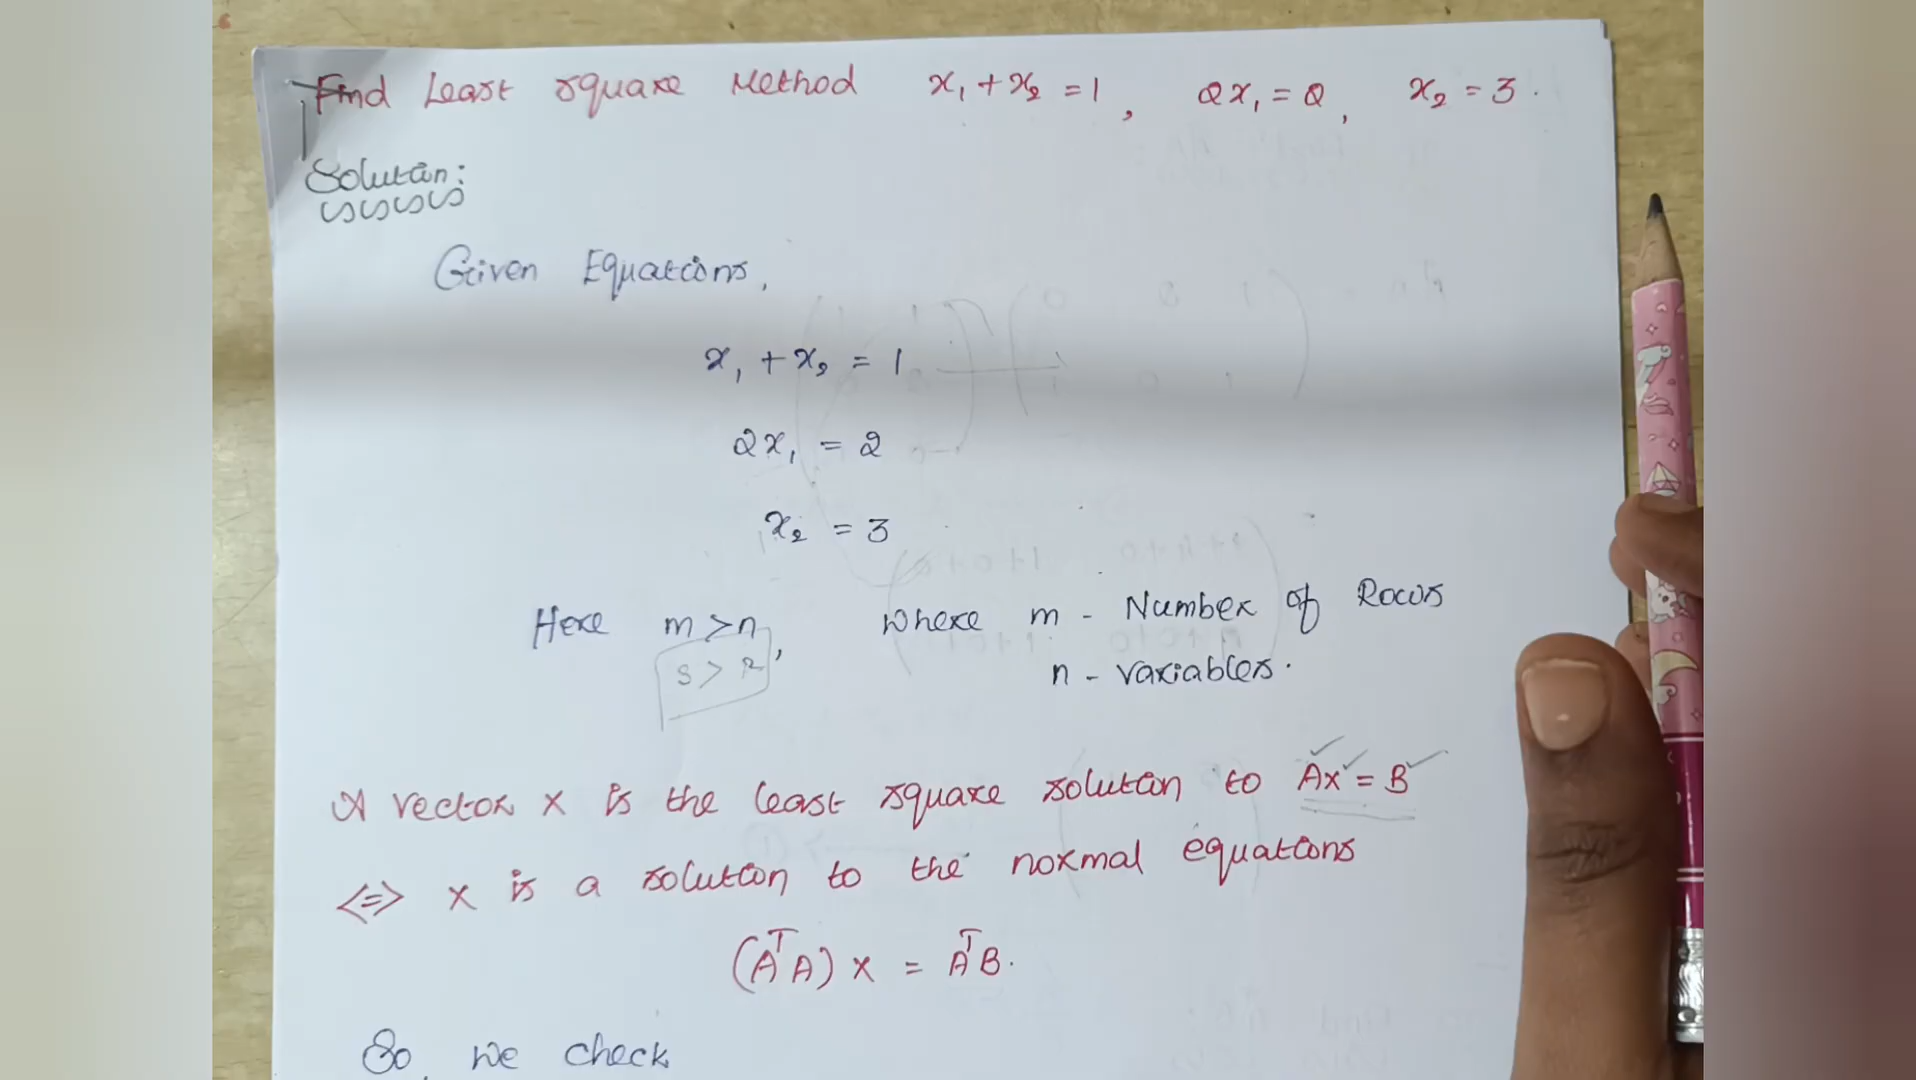 Find Least square Method x₁ + x₂ = 1, 2x₁ = 2, x₂ = 3.
Solution:
Given Equations,
x₁ + x₂ = 1
2x₁ = 2
x₂ = 3
Here m > n, where m - Number of Rows
3 > 2
n - variables.
A vector x is the least square solution to Ax = B
<=> x is a solution to the normal equations
(AᵀA) x = AᵀB.
So, we check